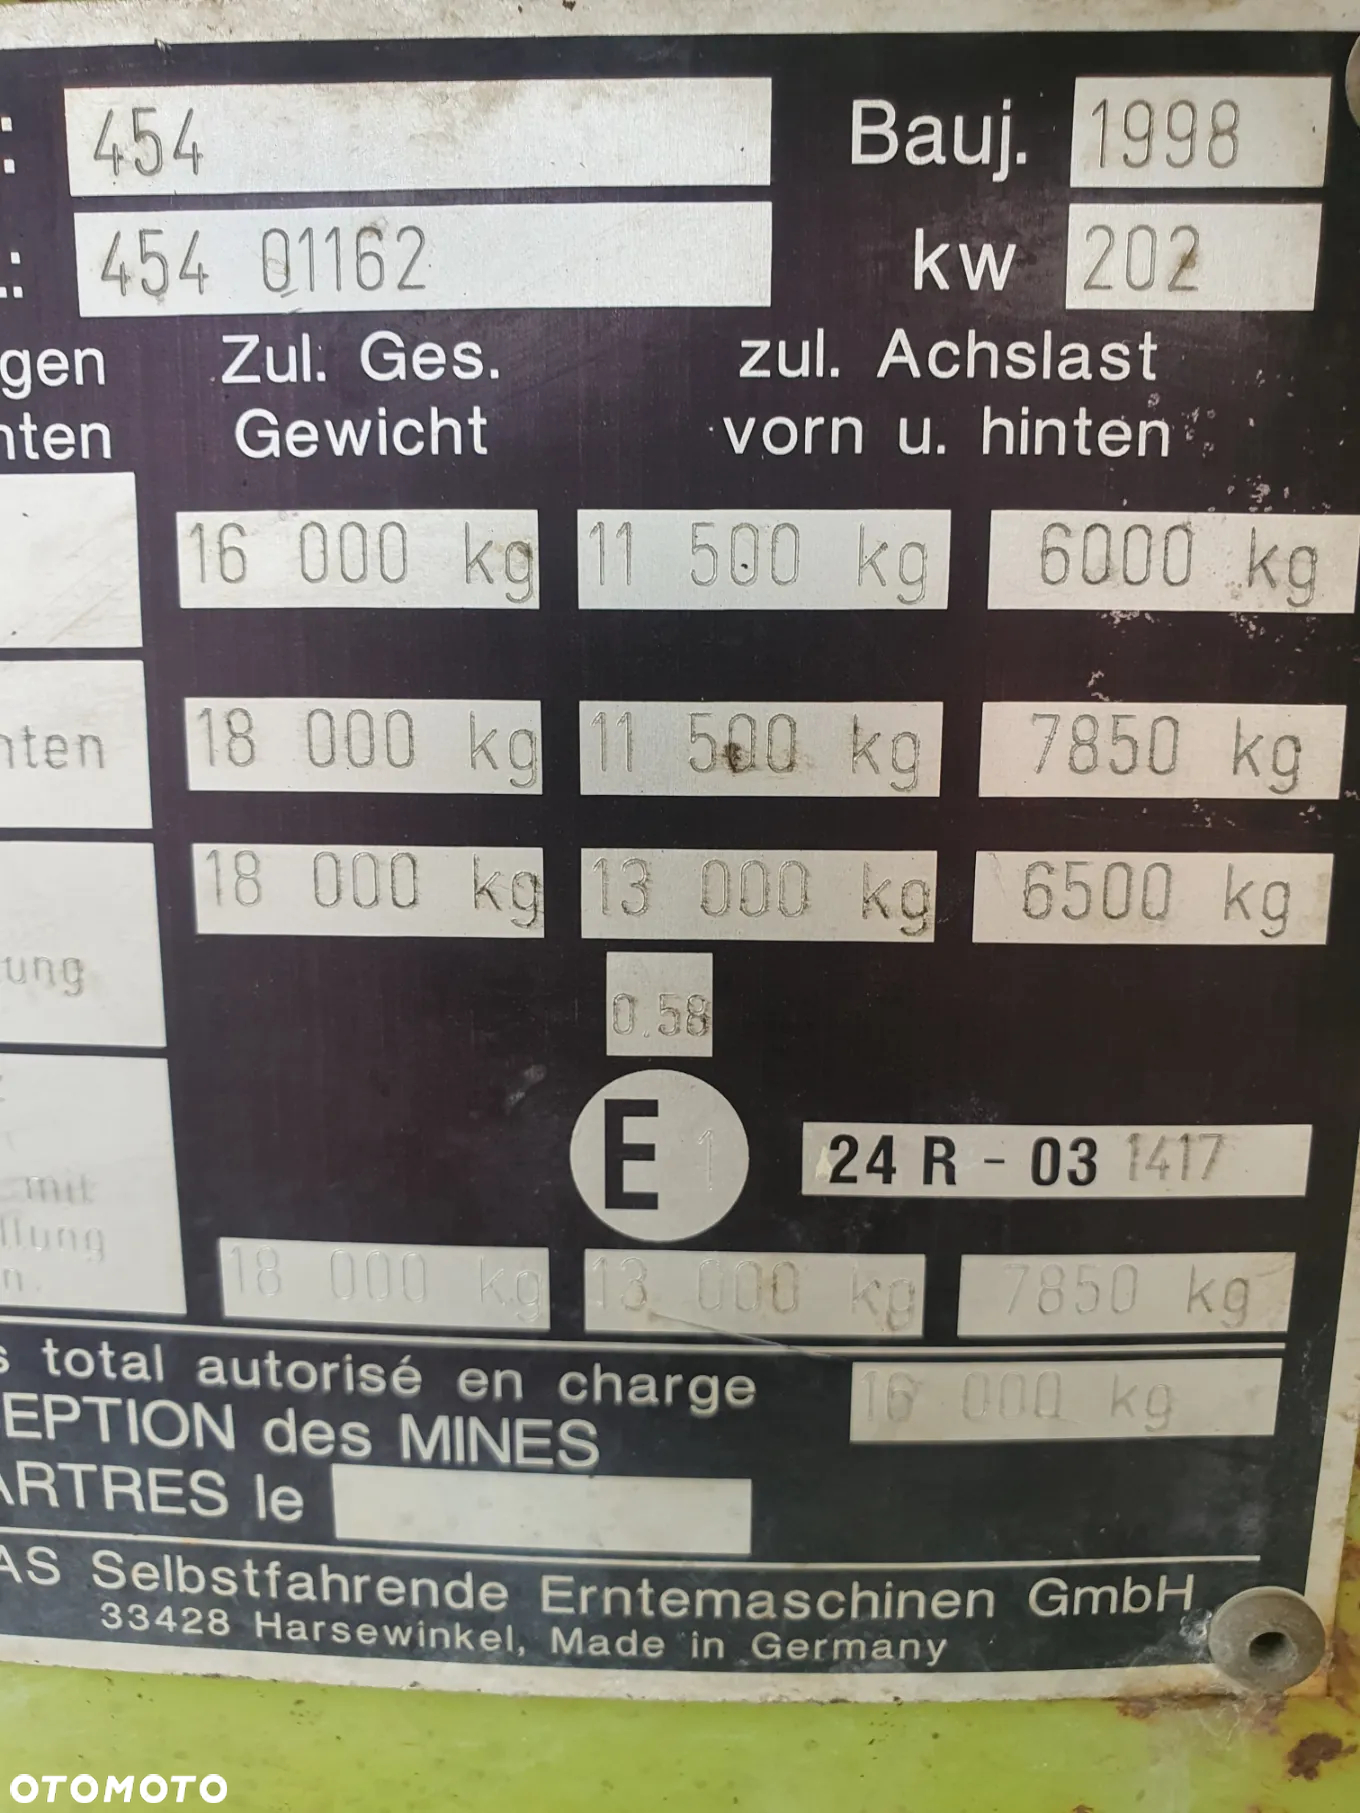 : 454 Bauj. 1998
.: 454 01162 kw 202
gen Zul. Ges. zul. Achslast
nten Gewicht vorn u. hinten
16 000 kg 11 500 kg 6000 kg
nten 18 000 kg 11 500 kg 7850 kg
18 000 kg 13 000 kg 6500 kg
tung
0.58
E 1 24 R - 03 1417
mit
llung
n. 18 000 kg 13 000 kg 7850 kg
s total autorisé en charge 16 000 kg
EPTION des MINES
ARTRES le
AS Selbstfahrende Erntemaschinen GmbH
33428 Harsewinkel, Made in Germany
OTOMOTO